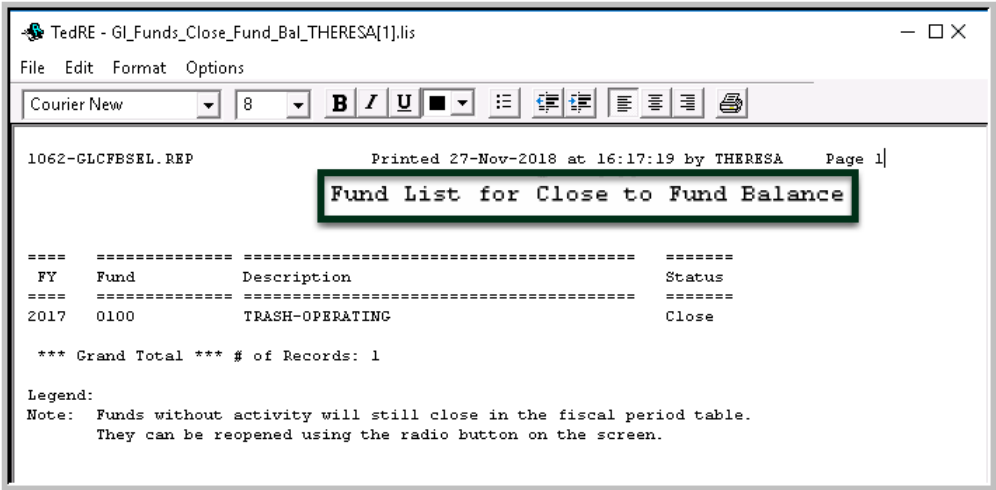 TedRE - Gl_Funds_Close_Fund_Bal_THERESA[1].lis
File Edit Format Options
Courier New 8 B I U
1062-GLCFBSEL.REP Printed 27-Nov-2018 at 16:17:19 by THERESA Page 1
Fund List for Close to Fund Balance
==== ============== ======================================== =======
FY Fund Description Status
==== ============== ======================================== =======
2017 0100 TRASH-OPERATING Close
*** Grand Total *** # of Records: 1
Legend:
Note: Funds without activity will still close in the fiscal period table.
They can be reopened using the radio button on the screen.